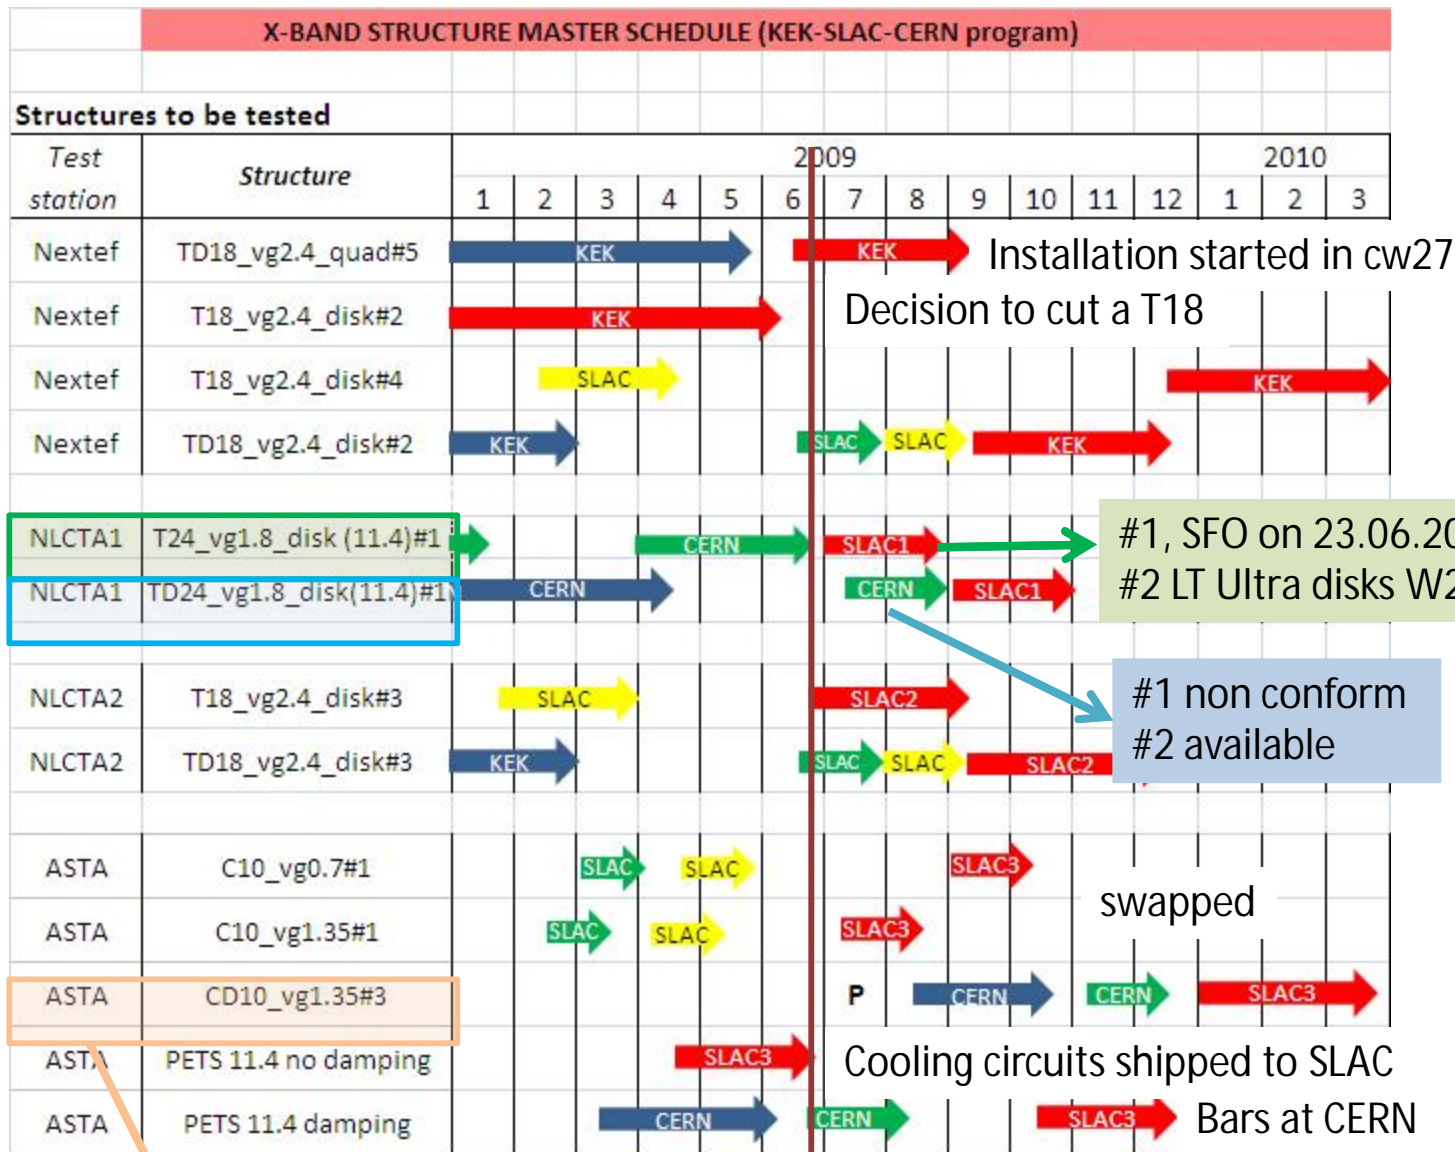 X-BAND STRUCTURE MASTER SCHEDULE (KEK-SLAC-CERN program)
Structures to be tested
Test station Structure 2009 2010
1 2 3 4 5 6 7 8 9 10 11 12 1 2 3
Nextef TD18_vg2.4_quad#5 KEK KEK Installation started in cw27
Nextef T18_vg2.4_disk#2 KEK Decision to cut a T18
Nextef T18_vg2.4_disk#4 SLAC KEK
Nextef TD18_vg2.4_disk#2 KEK SLAC SLAC KEK
NLCTA1 T24_vg1.8_disk (11.4)#1 CERN SLAC1 #1, SFO on 23.06.20
NLCTA1 TD24_vg1.8_disk(11.4)#1 CERN CERN SLAC1 #2 LT Ultra disks W2
NLCTA2 T18_vg2.4_disk#3 SLAC SLAC2 #1 non conform
#2 available
NLCTA2 TD18_vg2.4_disk#3 KEK SLAC SLAC SLAC2
ASTA C10_vg0.7#1 SLAC SLAC SLAC3
swapped
ASTA C10_vg1.35#1 SLAC SLAC SLAC3
ASTA CD10_vg1.35#3 P CERN CERN SLAC3
ASTA PETS 11.4 no damping SLAC3 Cooling circuits shipped to SLAC
ASTA PETS 11.4 damping CERN CERN SLAC3 Bars at CERN